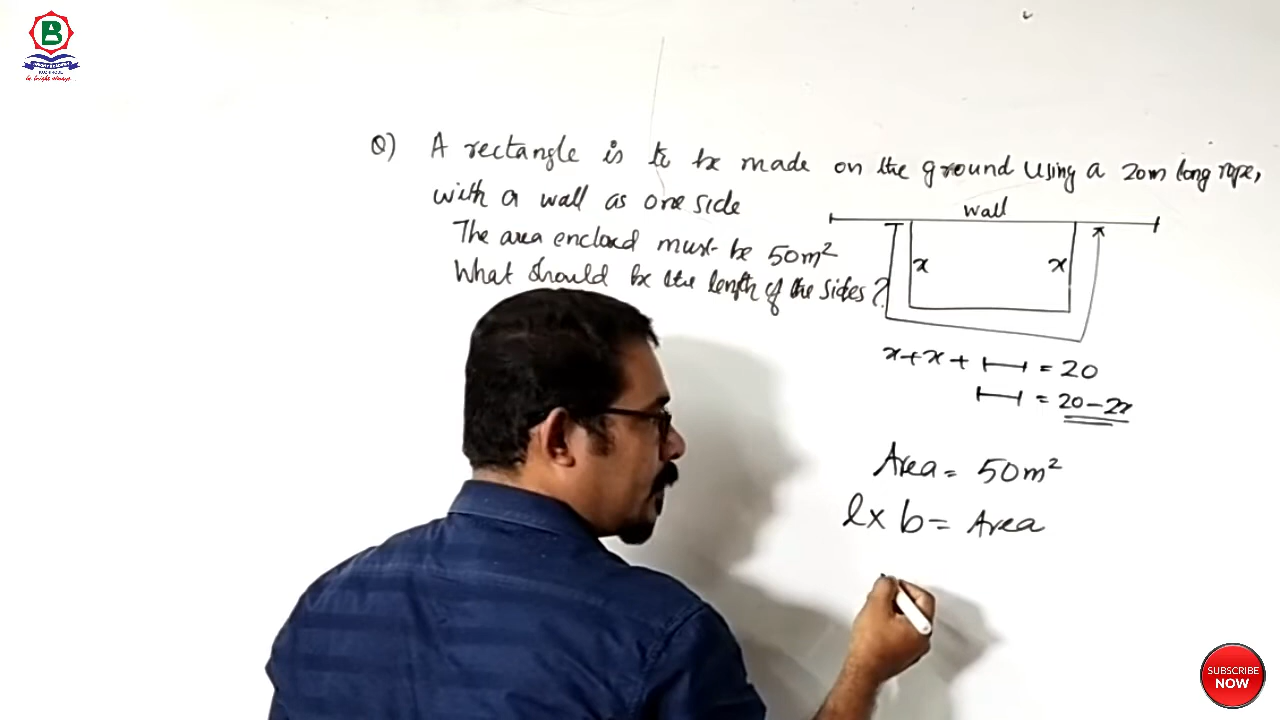 B
Q) A rectangle is to be made on the ground using a 20m long rope,
with a wall as one side
wall
The area enclosed must be 50m²
What should be the length of the sides?
x x
x+x+ = 20
= 20-2x
Area = 50m²
l x b = Area
SUBSCRIBE
NOW